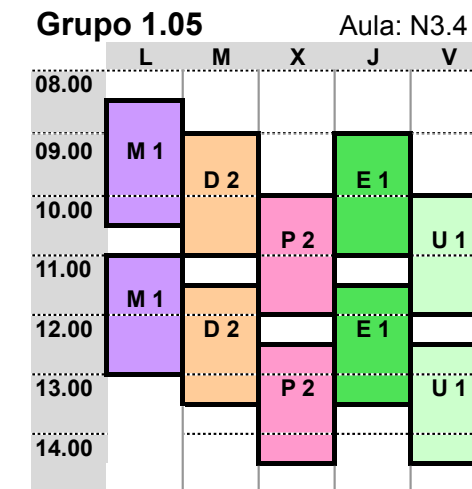 Grupo 1.05 Aula: N3.4
L M X J V
08.00
09.00 M 1
D 2 E 1
10.00
P 2 U 1
11.00
M 1
12.00 D 2 E 1
13.00 P 2 U 1
14.00